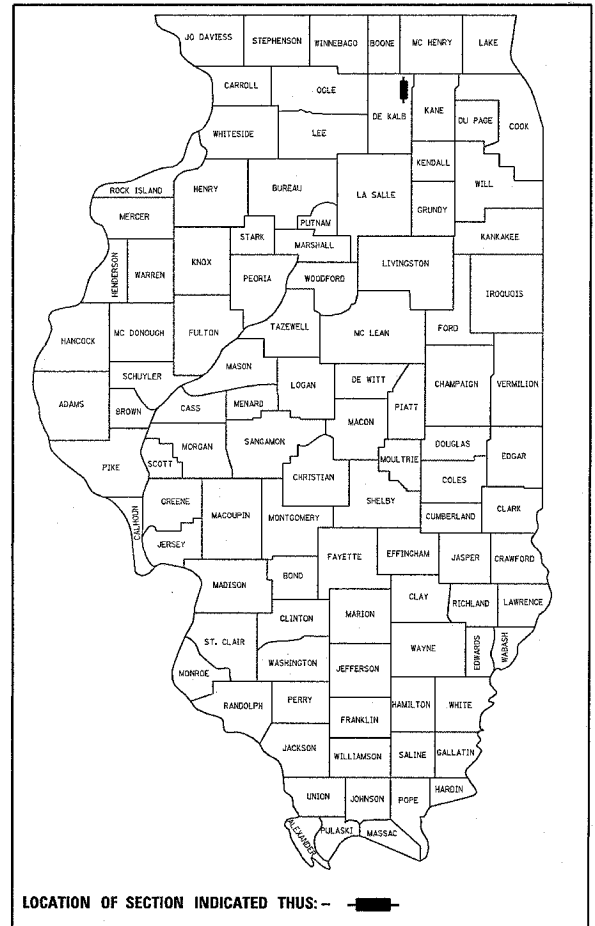 JO DAVIESS
STEPHENSON
WINNEBAGO
BOONE
MC HENRY
LAKE
CARROLL
OGLE
DE KALB
KANE
DU PAGE
COOK
WHITESIDE
LEE
KENDALL
WILL
ROCK ISLAND
HENRY
BUREAU
LA SALLE
GRUNDY
MERCER
PUTNAM
KANKAKEE
STARK
MARSHALL
HENDERSON
WARREN
KNOX
PEORIA
WOODFORD
LIVINGSTON
IROQUOIS
HANCOCK
MC DONOUGH
FULTON
TAZEWELL
MC LEAN
FORD
SCHUYLER
MASON
LOGAN
DE WITT
CHAMPAIGN
VERMILION
ADAMS
BROWN
CASS
MENARD
MACON
PIATT
MORGAN
SANGAMON
DOUGLAS
EDGAR
PIKE
SCOTT
CHRISTIAN
MOULTRIE
COLES
SHELBY
GREENE
MACOUPIN
MONTGOMERY
CUMBERLAND
CLARK
CALHOUN
JERSEY
FAYETTE
EFFINGHAM
JASPER
CRAWFORD
MADISON
BOND
CLAY
RICHLAND
LAWRENCE
CLINTON
MARION
ST. CLAIR
WAYNE
EDWARDS
WABASH
WASHINGTON
JEFFERSON
MONROE
RANDOLPH
PERRY
HAMILTON
WHITE
FRANKLIN
JACKSON
WILLIAMSON
SALINE
GALLATIN
UNION
JOHNSON
POPE
HARDIN
ALEXANDER
PULASKI
MASSAC
LOCATION OF SECTION INDICATED THUS: -